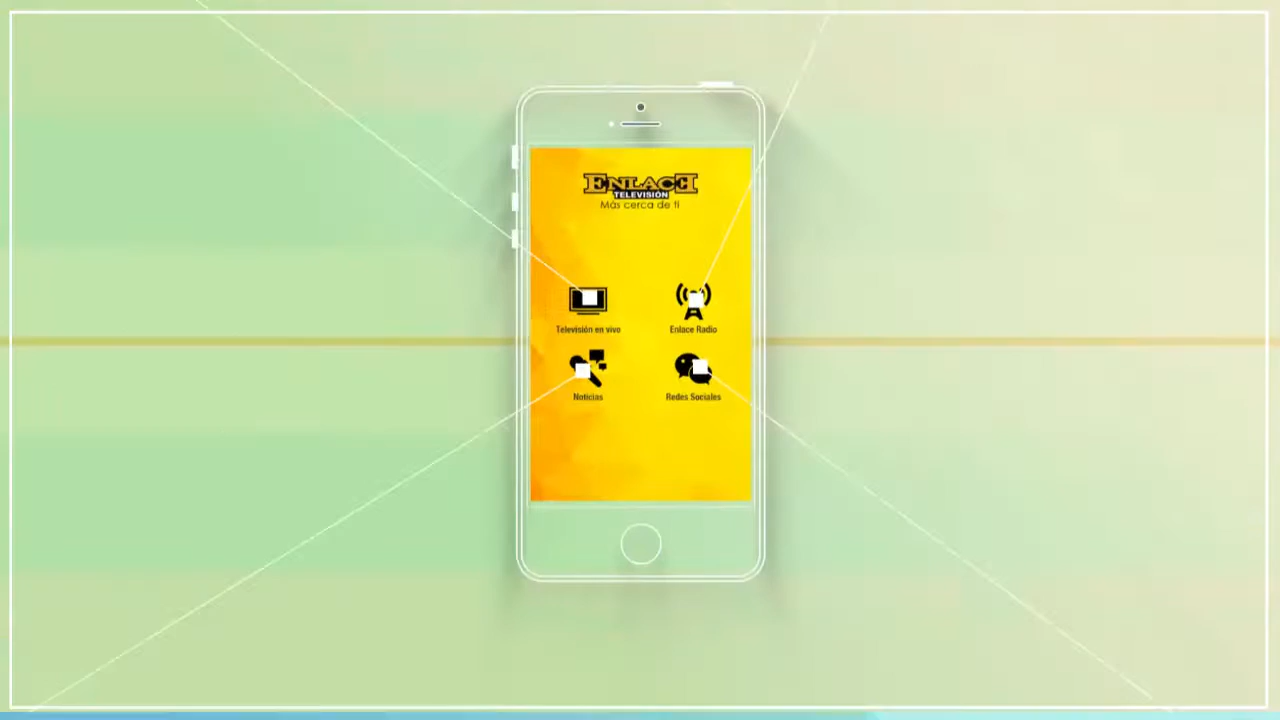 ENLACE
TELEVISIÓN
Más cerca de ti
Televisión en vivo
Enlace Radio
Noticias
Redes Sociales